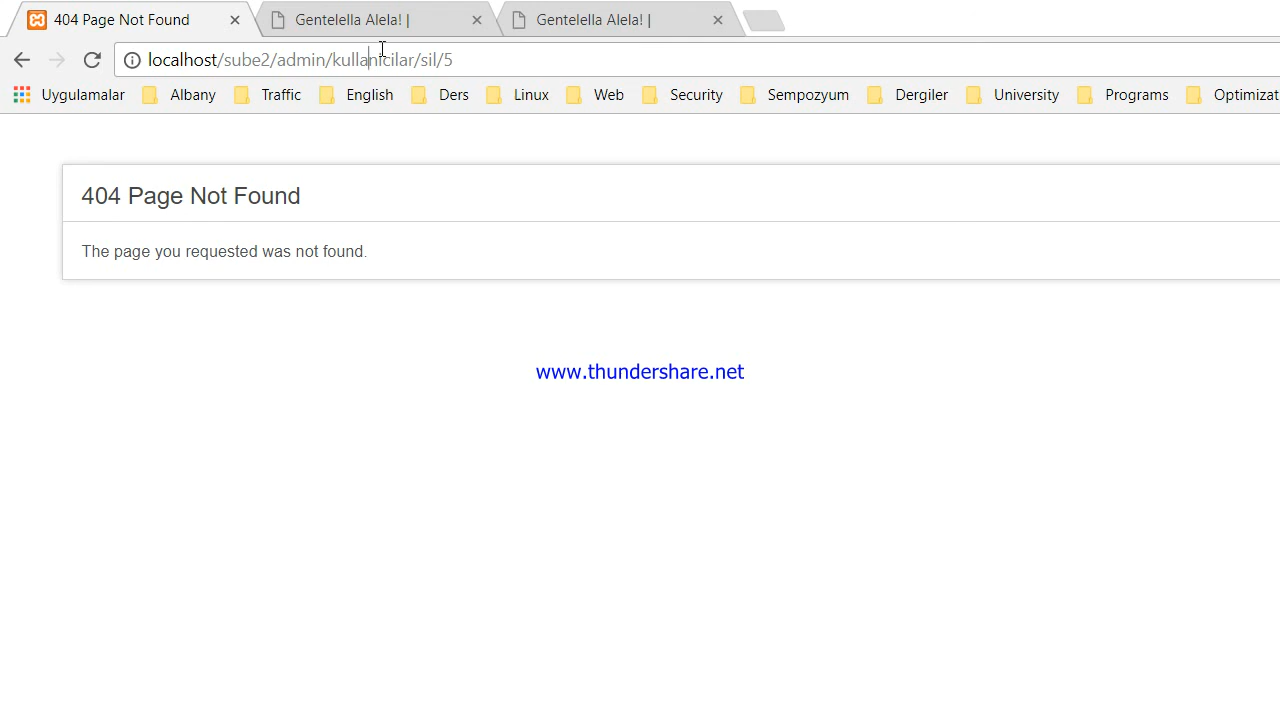 404 Page Not Found
Gentelella Alela! |
Gentelella Alela! |
localhost/sube2/admin/kullanicilar/sil/5
Uygulamalar Albany Traffic English Ders Linux Web Security Sempozyum Dergiler University Programs Optimizat
404 Page Not Found
The page you requested was not found.
www.thundershare.net